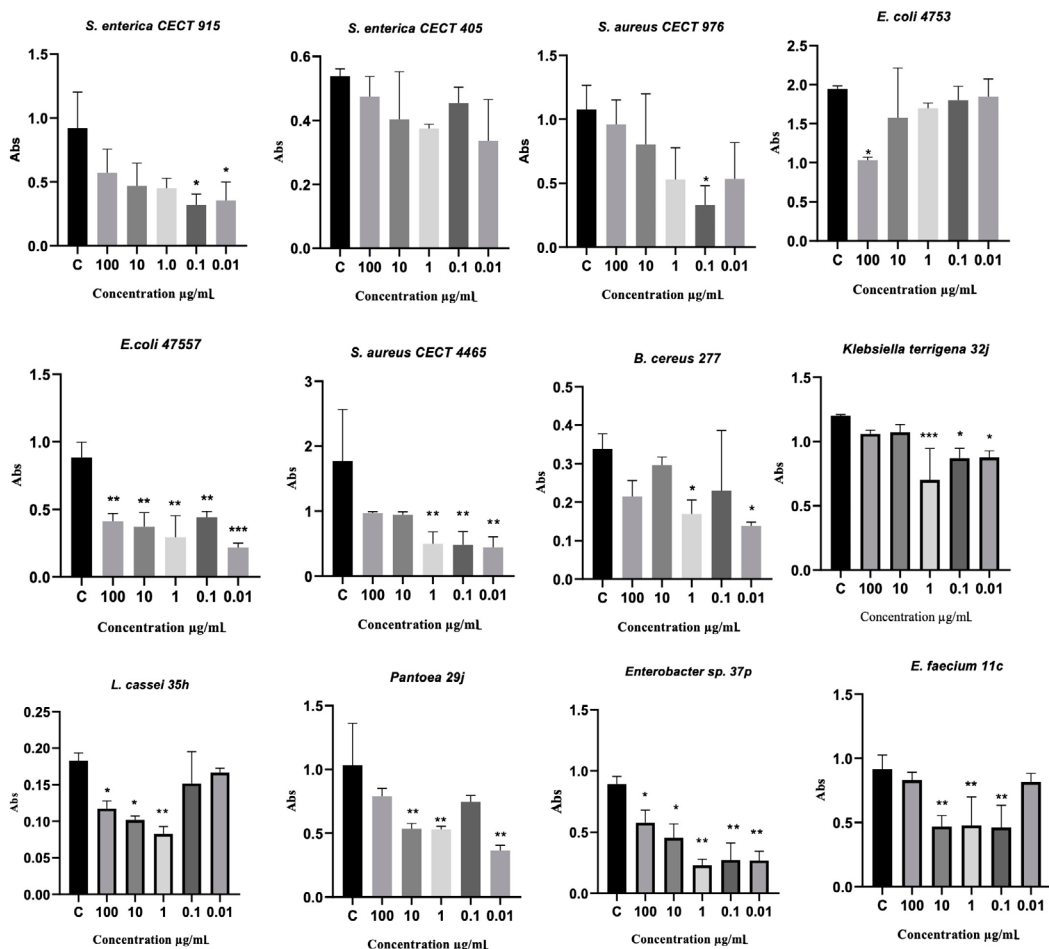 S. enterica CECT 915
Abs
1.5
1.0
0.5
0.0
*
*
C 100 10 1.0 0.1 0.01
Concentration µg/mL
S. enterica CECT 405
Abs
0.6
0.4
0.2
0.0
C 100 10 1 0.1 0.01
Concentration µg/mL
S. aureus CECT 976
Abs
1.5
1.0
0.5
0.0
*
C 100 10 1 0.1 0.01
Concentration µg/mL
E. coli 4753
Abs
2.5
2.0
1.5
1.0
0.5
0.0
*
C 100 10 1 0.1 0.01
Concentration µg/mL
E.coli 47557
Abs
1.5
1.0
0.5
0.0
** ** ** ** ***
C 100 10 1 0.1 0.01
Concentration µg/mL
S. aureus CECT 4465
Abs
3
2
1
0
** ** **
C 100 10 1 0.1 0.01
Concentration µg/mL
B. cereus 277
Abs
0.5
0.4
0.3
0.2
0.1
0.0
*
*
C 100 10 1 0.1 0.01
Concentration µg/mL
Klebsiella terrigena 32j
Abs
1.5
1.0
0.5
0.0
*** * *
C 100 10 1 0.1 0.01
Concentration µg/mL
L. cassei 35h
Abs
0.25
0.20
0.15
0.10
0.05
0.00
* * **
C 100 10 1 0.1 0.01
Concentration µg/mL
Pantoea 29j
Abs
1.5
1.0
0.5
0.0
** ** **
C 100 10 1 0.1 0.01
Concentration µg/mL
Enterobacter sp. 37p
Abs
1.5
1.0
0.5
0.0
* * ** ** **
C 100 10 1 0.1 0.01
Concentration µg/mL
E. faecium 11c
Abs
1.5
1.0
0.5
0.0
** ** **
C 100 10 1 0.1 0.01
Concentration µg/mL